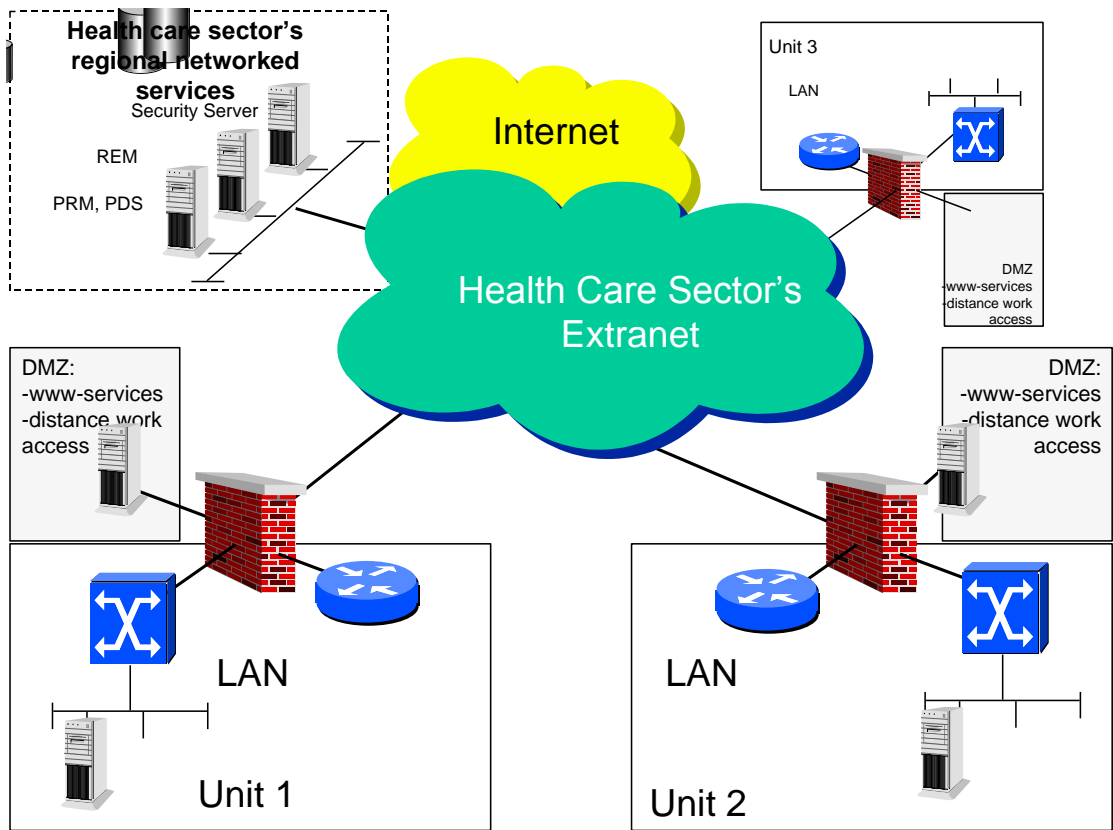 Health care sector's
regional networked
services
Security Server
REM
PRM, PDS
Internet
Health Care Sector's
Extranet
Unit 3
LAN
DMZ
-www-services
-distance work
access
DMZ:
-www-services
-distance work
access
DMZ:
-www-services
-distance work
access
LAN
Unit 1
LAN
Unit 2